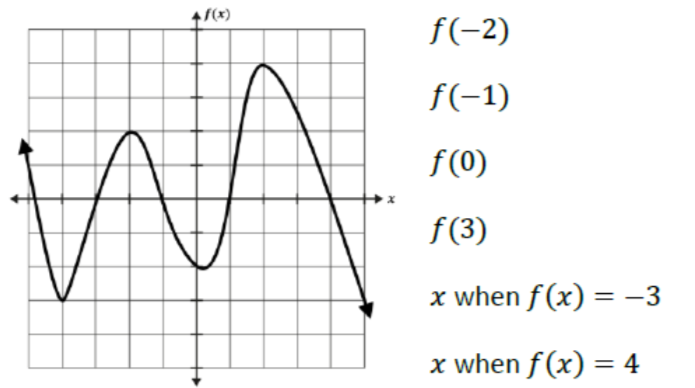 f(x)
x
f(−2)
f(−1)
f(0)
f(3)
x when f(x) = −3
x when f(x) = 4